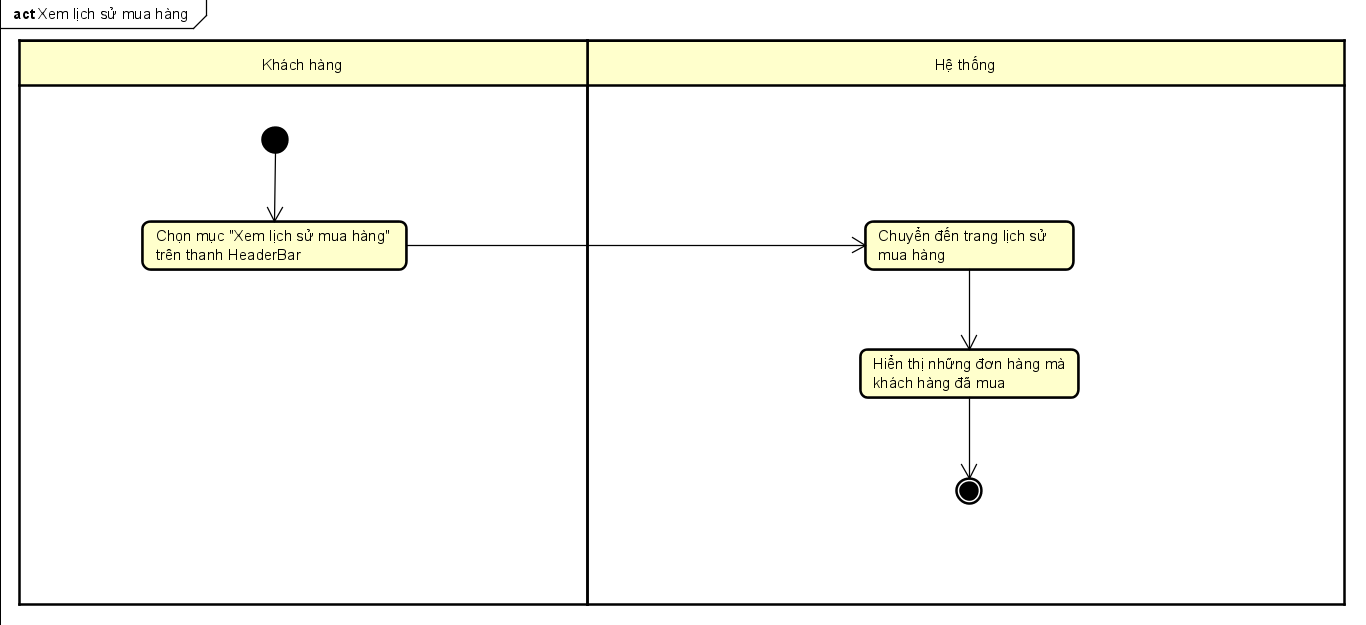 act Xem lịch sử mua hàng
Khách hàng
Hệ thống
Chọn mục "Xem lịch sử mua hàng"
trên thanh HeaderBar
Chuyển đến trang lịch sử
mua hàng
Hiển thị những đơn hàng mà
khách hàng đã mua